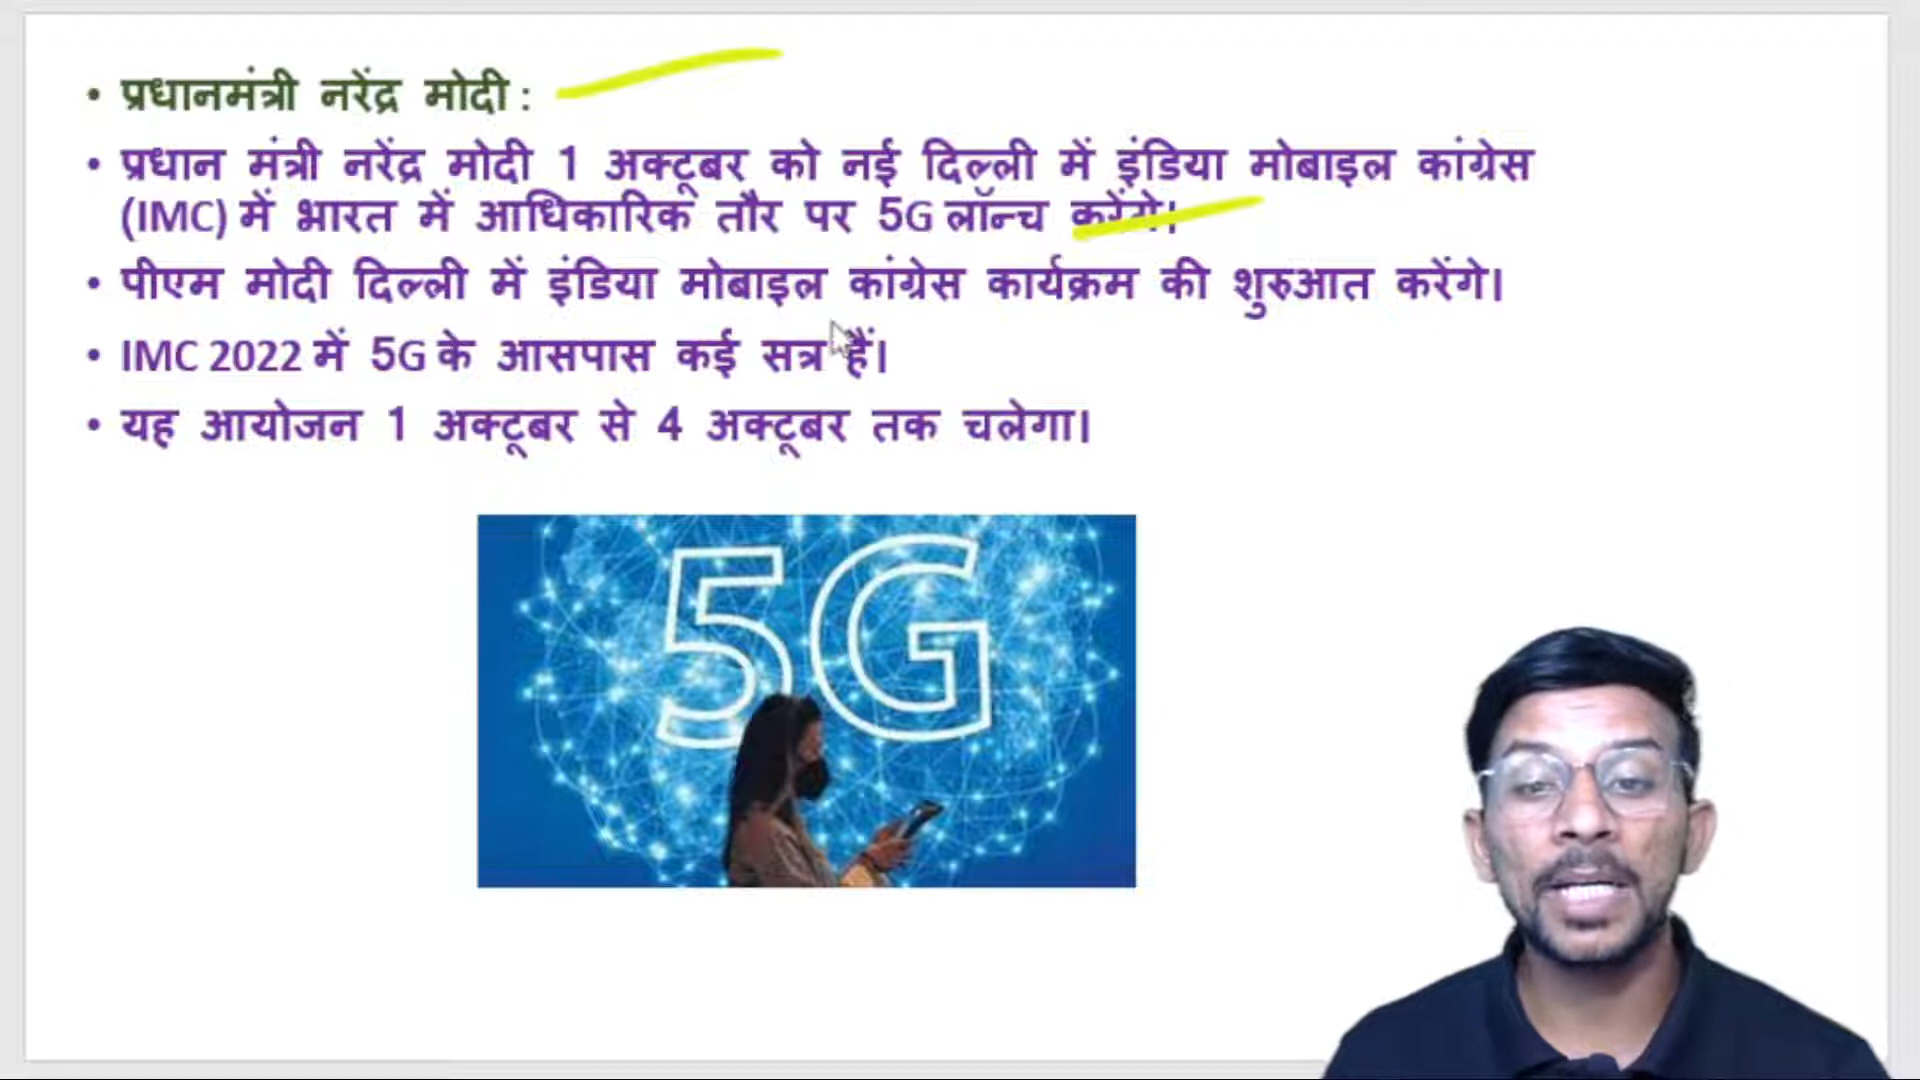 • प्रधानमंत्री नरेंद्र मोदी :
• प्रधान मंत्री नरेंद्र मोदी 1 अक्टूबर को नई दिल्ली में इंडिया मोबाइल कांग्रेस
(IMC) में भारत में आधिकारिक तौर पर 5G लॉन्च करेंगे।
• पीएम मोदी दिल्ली में इंडिया मोबाइल कांग्रेस कार्यक्रम की शुरुआत करेंगे।
• IMC 2022 में 5G के आसपास कई सत्र हैं।
• यह आयोजन 1 अक्टूबर से 4 अक्टूबर तक चलेगा।
5G